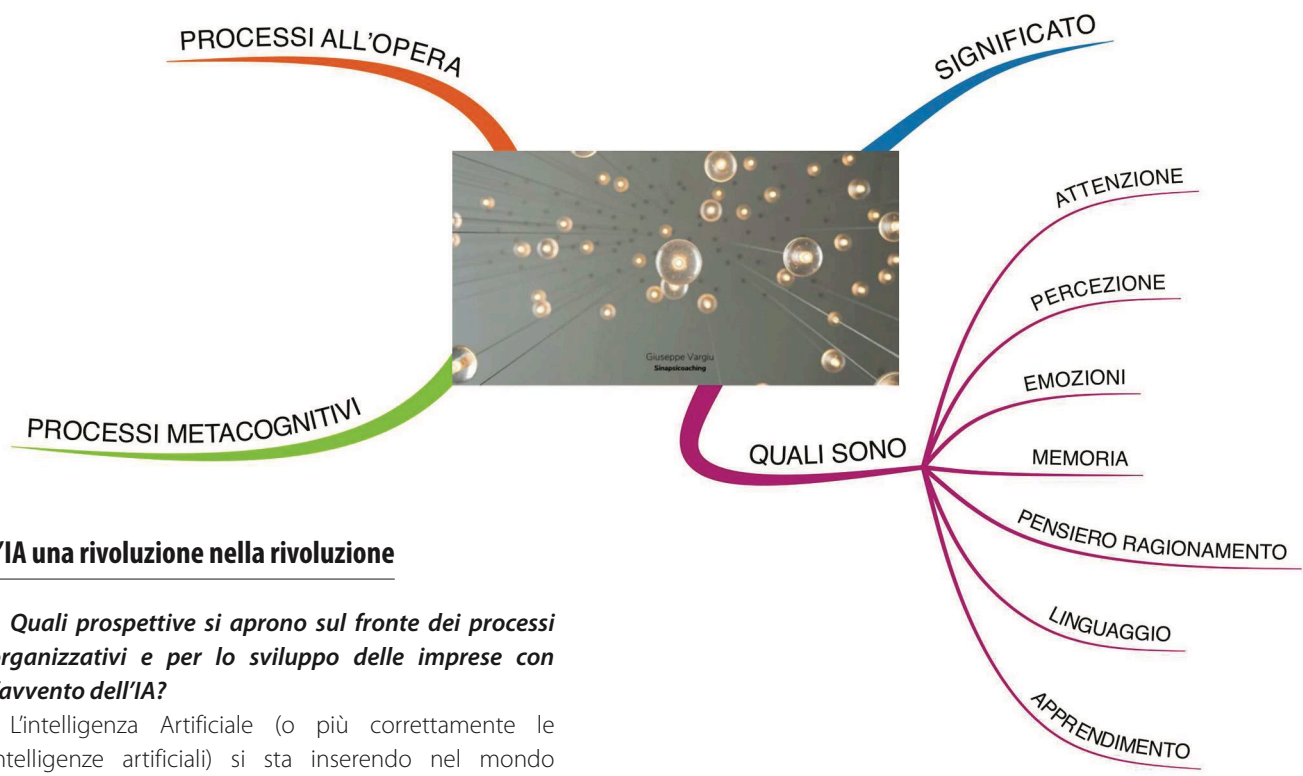 PROCESSI ALL'OPERA
SIGNIFICATO
ATTENZIONE
PERCEZIONE
EMOZIONI
MEMORIA
PENSIERO RAGIONAMENTO
LINGUAGGIO
APPRENDIMENTO
QUALI SONO
PROCESSI METACOGNITIVI
Giuseppe Vargiu
Sinapsicoaching
’IA una rivoluzione nella rivoluzione
Quali prospettive si aprono sul fronte dei processi
rganizzativi e per lo sviluppo delle imprese con
’avvento dell’IA?
L’intelligenza Artificiale (o più correttamente le
ntelligenze artificiali) si sta inserendo nel mondo